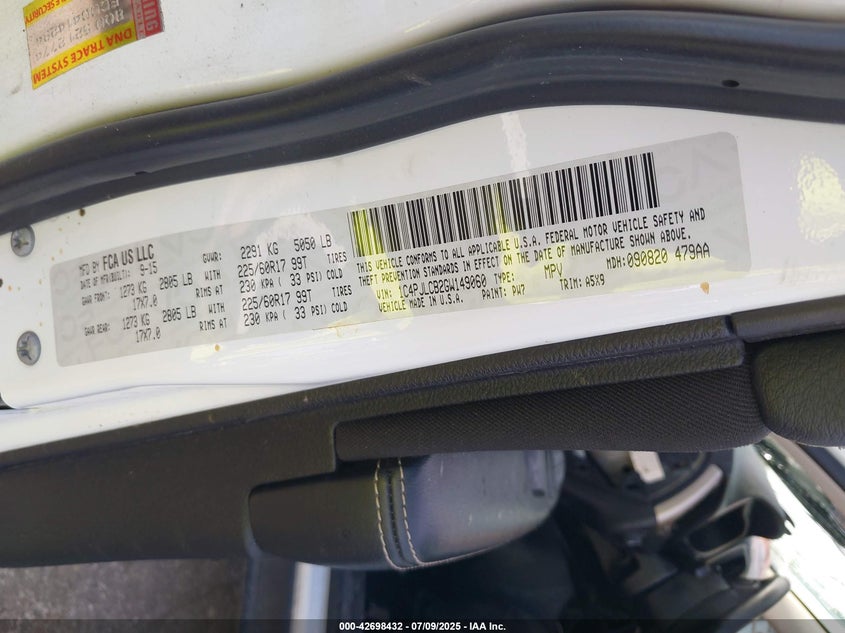 DNA TRACE SYSTEM
MFD BY FCA US LLC
DATE OF MFR(BUILT): 9-15
GVWR: 2291 KG 5050 LB
GAWR FRONT: 1273 KG 2805 LB WITH 225/60R17 99T TIRES
17X7.0 RIMS AT 230 KPA ( 33 PSI) COLD
GAWR REAR: 1273 KG 2805 LB WITH 225/60R17 99T TIRES
17X7.0 RIMS AT 230 KPA ( 33 PSI) COLD
THIS VEHICLE CONFORMS TO ALL APPLICABLE U.S.A. FEDERAL MOTOR VEHICLE SAFETY AND
THEFT PREVENTION STANDARDS IN EFFECT ON THE DATE OF MANUFACTURE SHOWN ABOVE.
VIN: 1C4PJLCB2GW149060 TYPE: MPV MDH: 090820 479AA
MADE IN U.S.A. PAINT: PW7 TRIM: A5X9
000-42698432 - 07/09/2025 - IAA Inc.